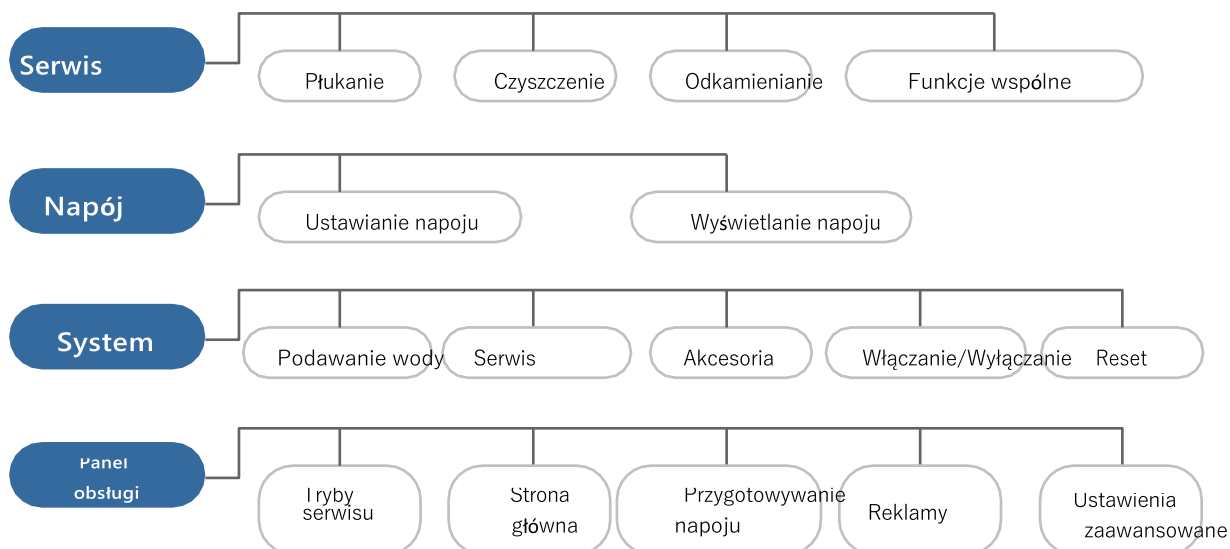 Serwis
Płukanie
Czyszczenie
Odkamienianie
Funkcje wspólne
Napój
Ustawianie napoju
Wyświetlanie napoju
System
Podawanie wody
Serwis
Akcesoria
Włączanie/Wyłączanie
Reset
Panel
obsługi
Tryby
serwisu
Strona
główna
Przygotowywanie
napoju
Reklamy
Ustawienia
zaawansowane